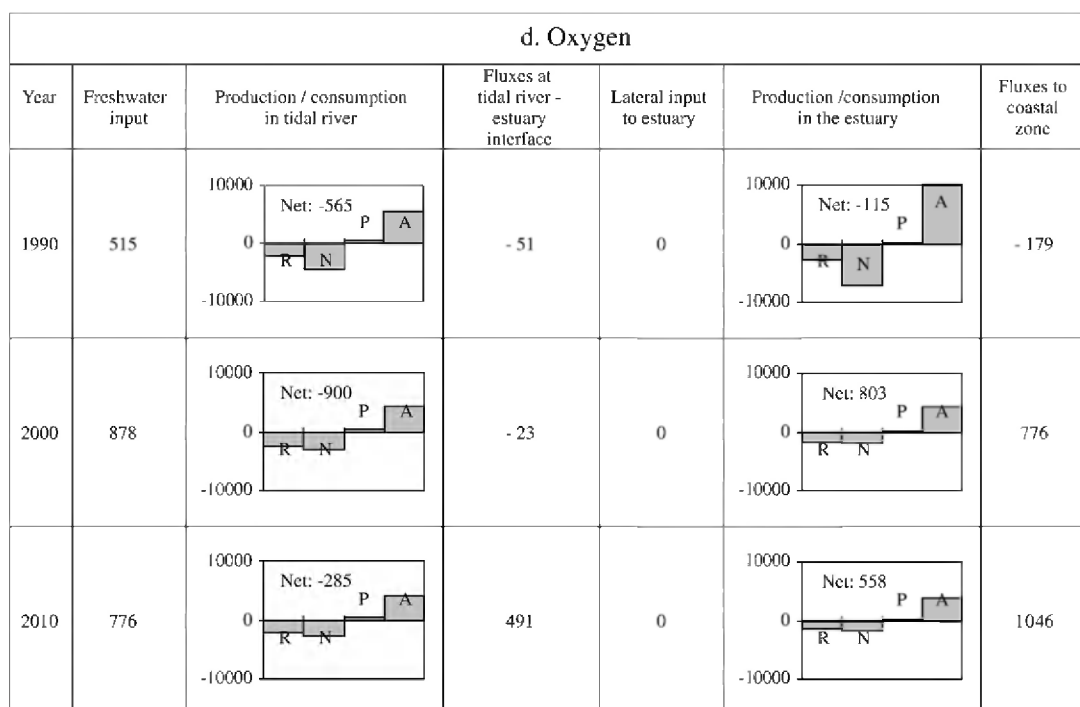 d. Oxygen
Year
Freshwater
input
Production / consumption
in tidal river
Fluxes at
tidal river -
estuary
interface
Lateral input
to estuary
Production /consumption
in the estuary
Fluxes to
coastal
zone
1990
515
10000
0
-10000
Net: -565
P
A
R
N
- 51
0
10000
0
-10000
Net: -115
P
A
R
N
- 179
2000
878
10000
0
-10000
Net: -900
P
A
R
N
- 23
0
10000
0
-10000
Net: 803
P
A
R
N
776
2010
776
10000
0
-10000
Net: -285
P
A
R
N
491
0
10000
0
-10000
Net: 558
P
A
R
N
1046